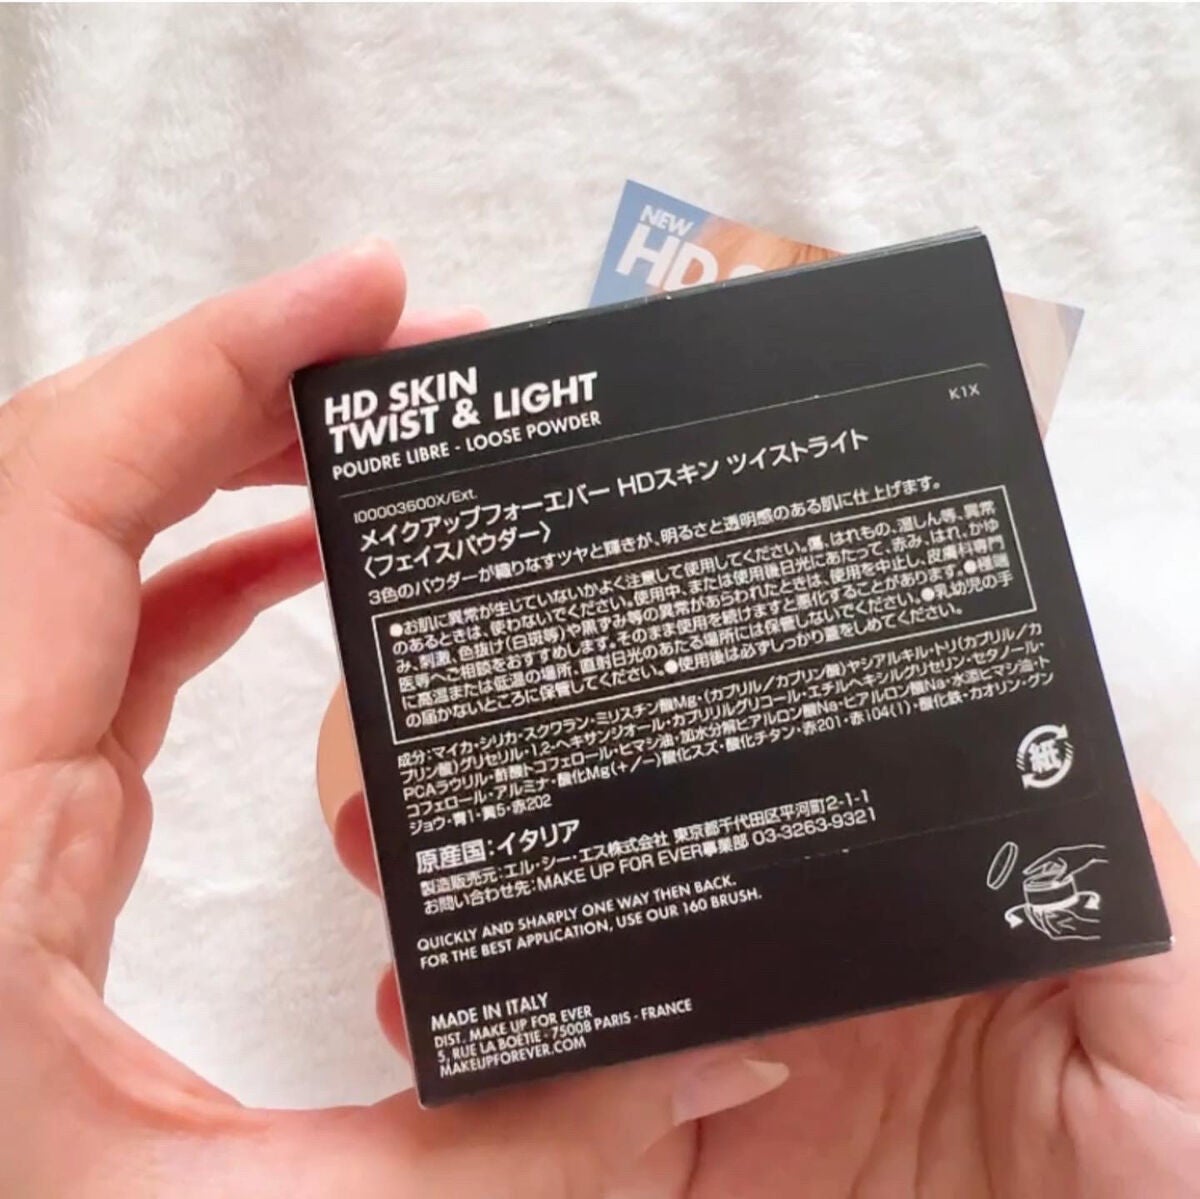 NEW
HD S
HD SKIN
TWIST & LIGHT
POUDRE LIBRE - LOOSE POWDER
K1X
I00003600X/Ext.
メイクアップフォーエバー HDスキン ツイストライト
〈フェイスパウダー〉
3色のパウダーが織りなすツヤと輝きが、明るさと透明感のある肌に仕上げます。
●お肌に異常が生じていないかよく注意して使用してください。傷、はれもの、湿しん等、異常
のあるときは、使わないでください。使用中、または使用後日光にあたって、赤み、はれ、かゆ
み、刺激、色抜け(白斑等)や黒ずみ等の異常があらわれたときは、使用を中止し、皮膚科専門
医等へご相談をおすすめします。そのまま使用を続けますと悪化することがあります。●極端
に高温または低温の場所、直射日光のあたる場所には保管しないでください。●乳幼児の手
の届かないところに保管してください。●使用後は必ずしっかり蓋をしめてください。
成分:マイカ・シリカ・スクワラン・ミリスチン酸Mg・(カプリル/カプリン酸)ヤシアルキル・トリ(カプリル/カ
プリン酸)グリセリル・1,2-ヘキサンジオール・カプリリルグリコール・エチルヘキシルグリセリン・セタノール・
PCAラウリル・酢酸トコフェロール・ヒマシ油・加水分解ヒアルロン酸Na・ヒアルロン酸Na・水添ヒマシ油・ト
コフェロール・アルミナ・酸化Mg(+/-)酸化スズ・酸化チタン・赤201・赤104(1)・酸化鉄・カオリン・グン
ジョウ・青1・黄5・赤202
紙
原産国:イタリア
製造販売元:エル・シー・エス株式会社 東京都千代田区平河町2-1-1
お問い合わせ先:MAKE UP FOR EVER事業部 03-3263-9321
QUICKLY AND SHARPLY ONE WAY THEN BACK.
FOR THE BEST APPLICATION, USE OUR 160 BRUSH.
MADE IN ITALY
DIST. MAKE UP FOR EVER
5, RUE LA BOÉTIE - 75008 PARIS - FRANCE
MAKEUPFOREVER.COM